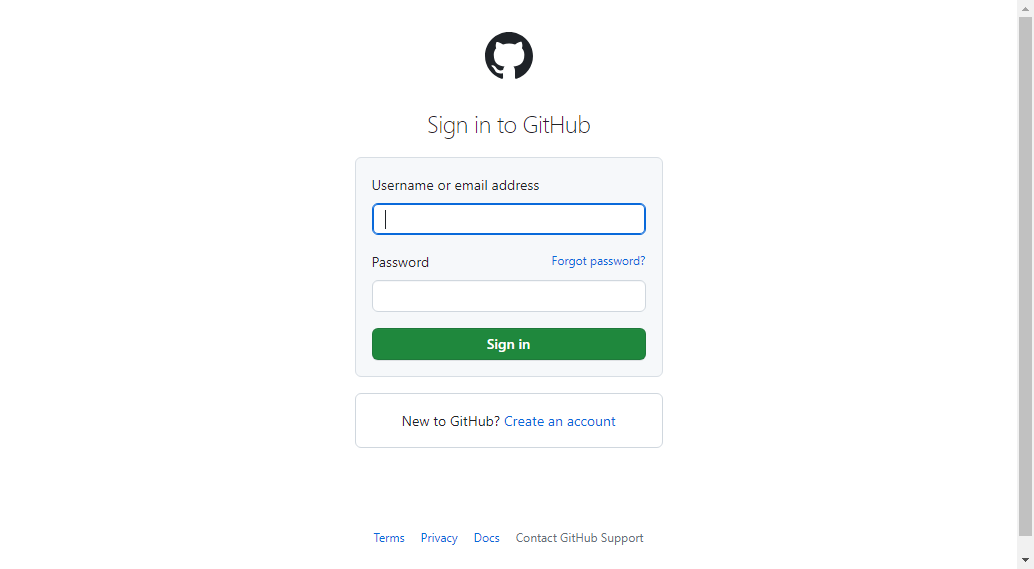 Sign in to GitHub
Username or email address
Password Forgot password?
Sign in
New to GitHub? Create an account
Terms Privacy Docs Contact GitHub Support